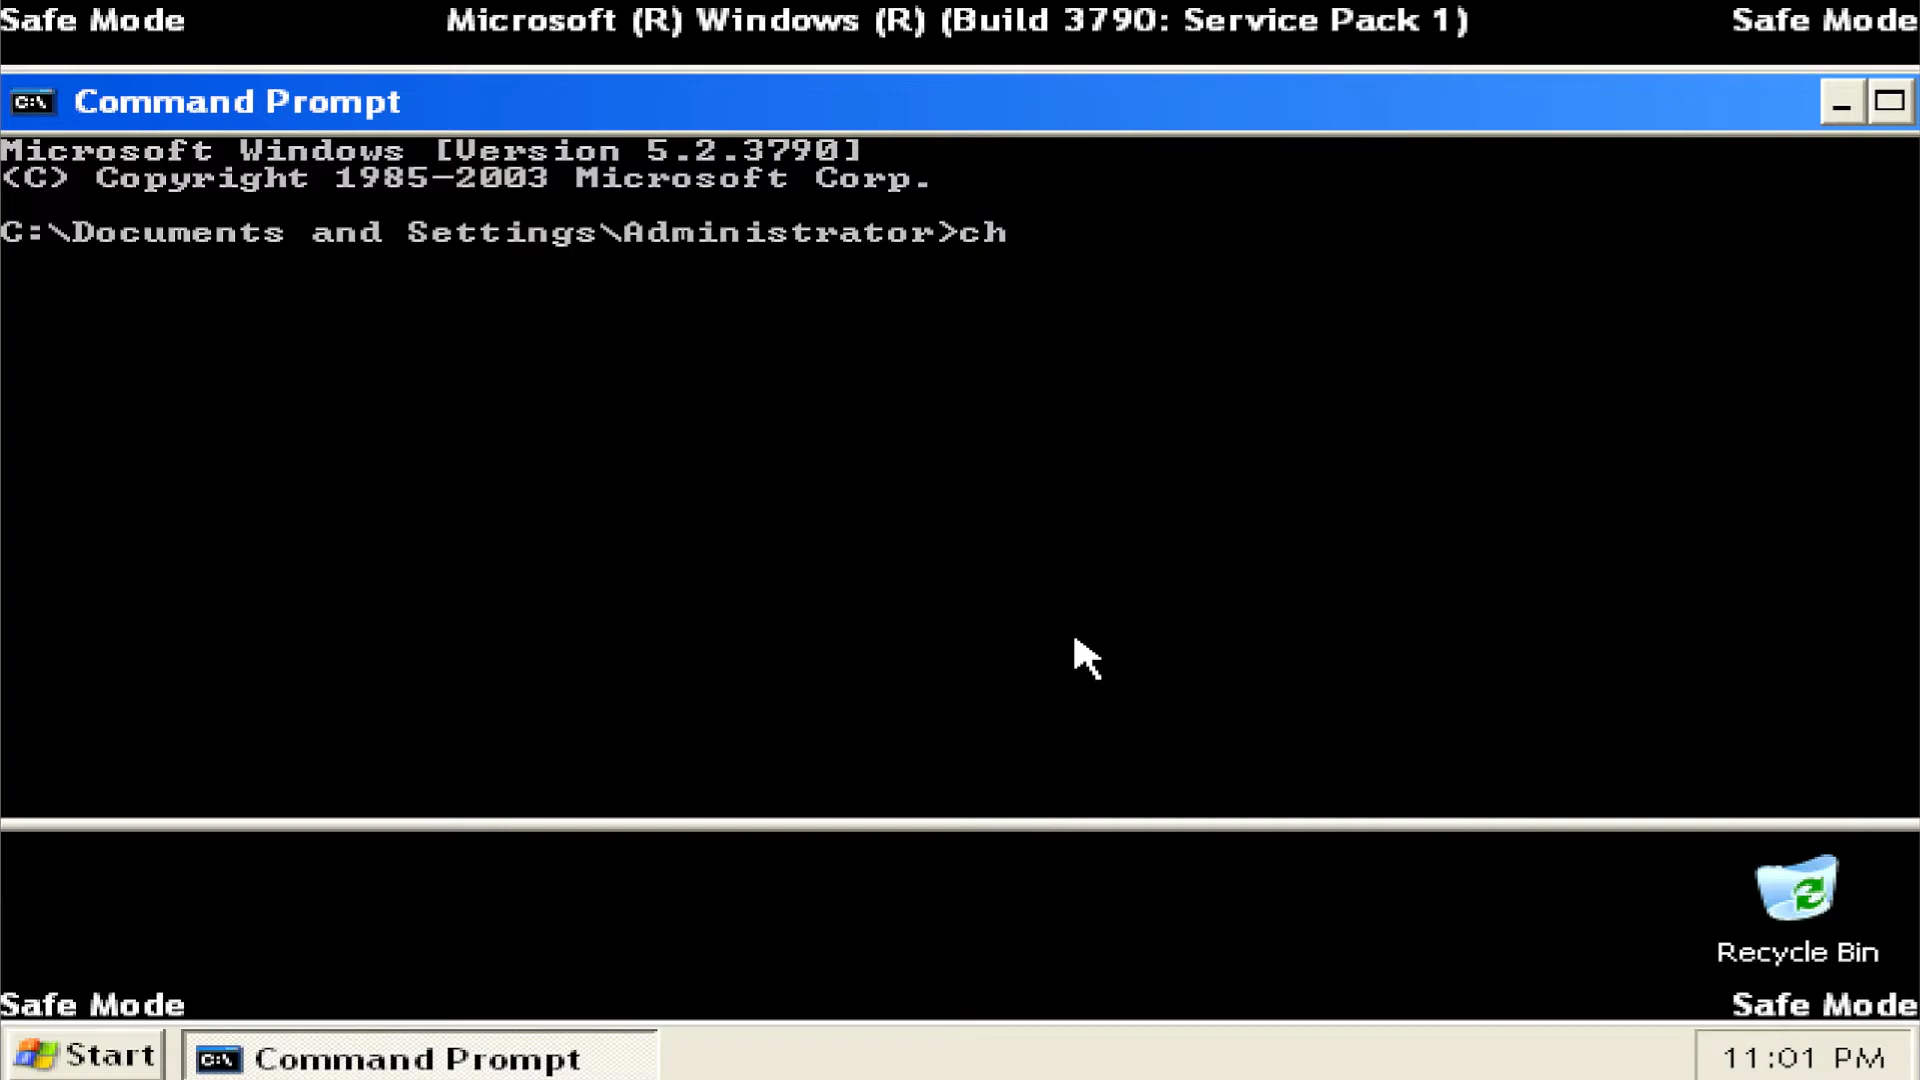 Safe Mode Microsoft (R) Windows (R) (Build 3790: Service Pack 1) Safe Mode
C:\ Command Prompt
Microsoft Windows [Version 5.2.3790]
(C) Copyright 1985-2003 Microsoft Corp.
C:\Documents and Settings\Administrator>ch
Recycle Bin
Safe Mode Safe Mode
Start C:\ Command Prompt 11:01 PM